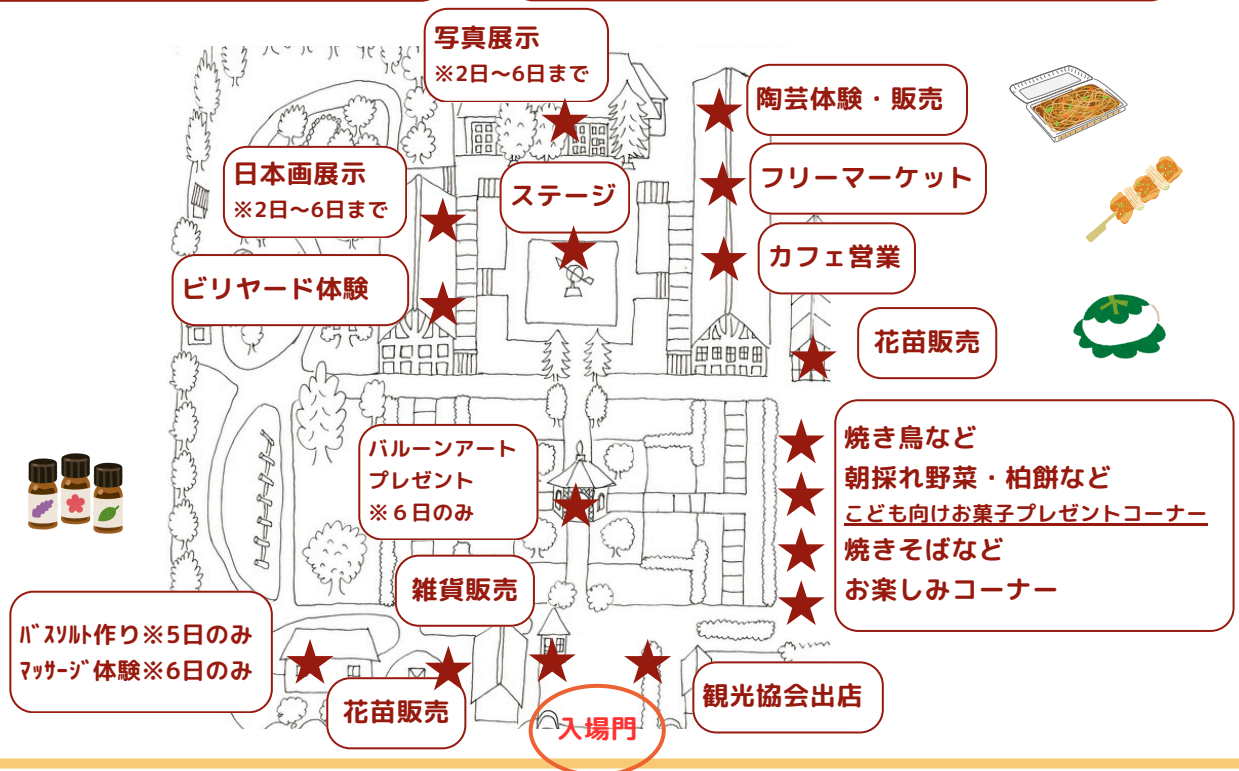 写真展示
※2日～6日まで
陶芸体験・販売
日本画展示
※2日～6日まで
ステージ
フリーマーケット
ビリヤード体験
カフェ営業
花苗販売
バルーンアート
プレゼント
※６日のみ
焼き鳥など
朝採れ野菜・柏餅など
こども向けお菓子プレゼントコーナー
焼きそばなど
お楽しみコーナー
雑貨販売
ﾊﾞｽｿﾙﾄ作り※5日のみ
ﾏｯｻｰｼﾞ体験※6日のみ
花苗販売
観光協会出店
入場門